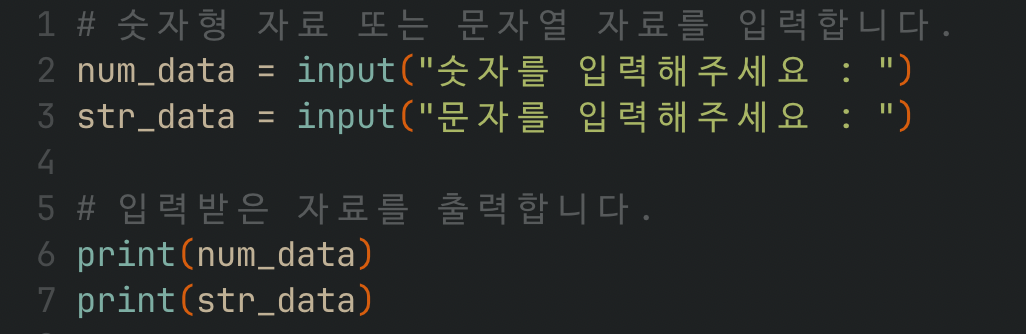 1 # 숫자형 자료 또는 문자열 자료를 입력합니다.
2 num_data = input("숫자를 입력해주세요 : ")
3 str_data = input("문자를 입력해주세요 : ")
4
5 # 입력받은 자료를 출력합니다.
6 print(num_data)
7 print(str_data)